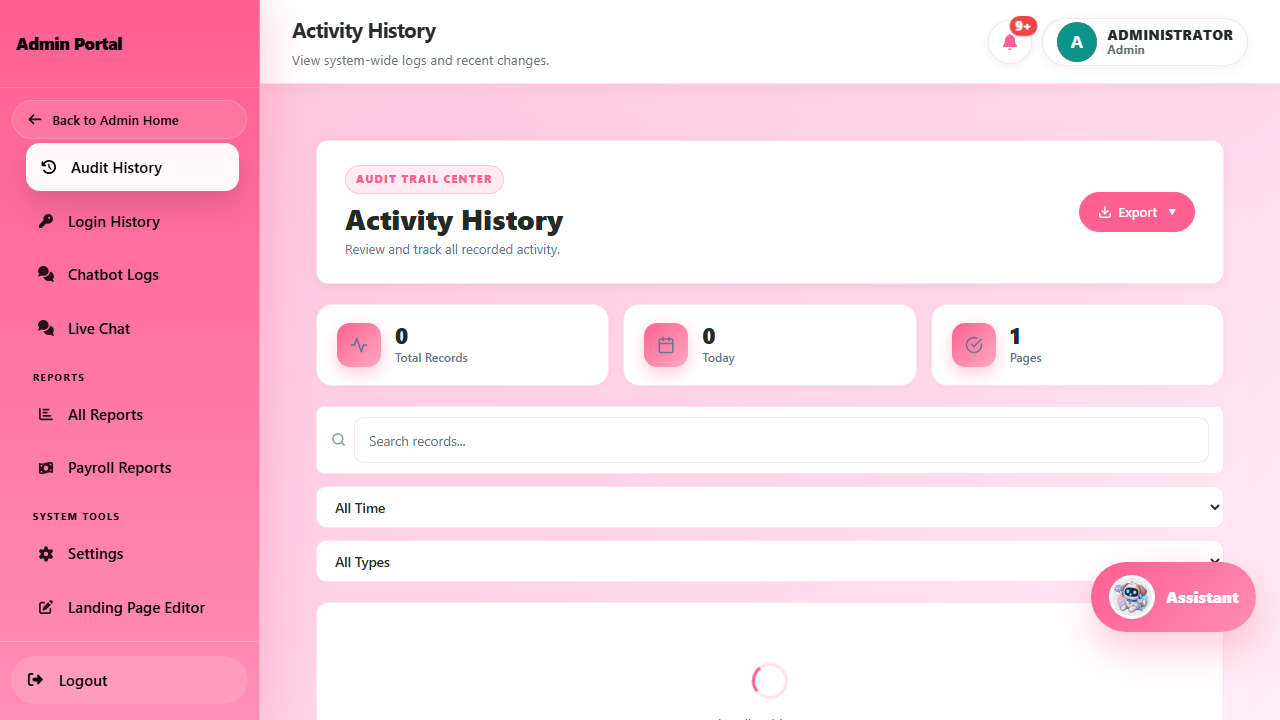 Admin Portal
Back to Admin Home
Audit History
Login History
Chatbot Logs
Live Chat
REPORTS
All Reports
Payroll Reports
SYSTEM TOOLS
Settings
Landing Page Editor
Logout
Activity History
View system-wide logs and recent changes.
9+
A
ADMINISTRATOR
Admin
AUDIT TRAIL CENTER
Activity History
Review and track all recorded activity.
Export ▼
0
Total Records
0
Today
1
Pages
Search records...
All Time
All Types
Assistant